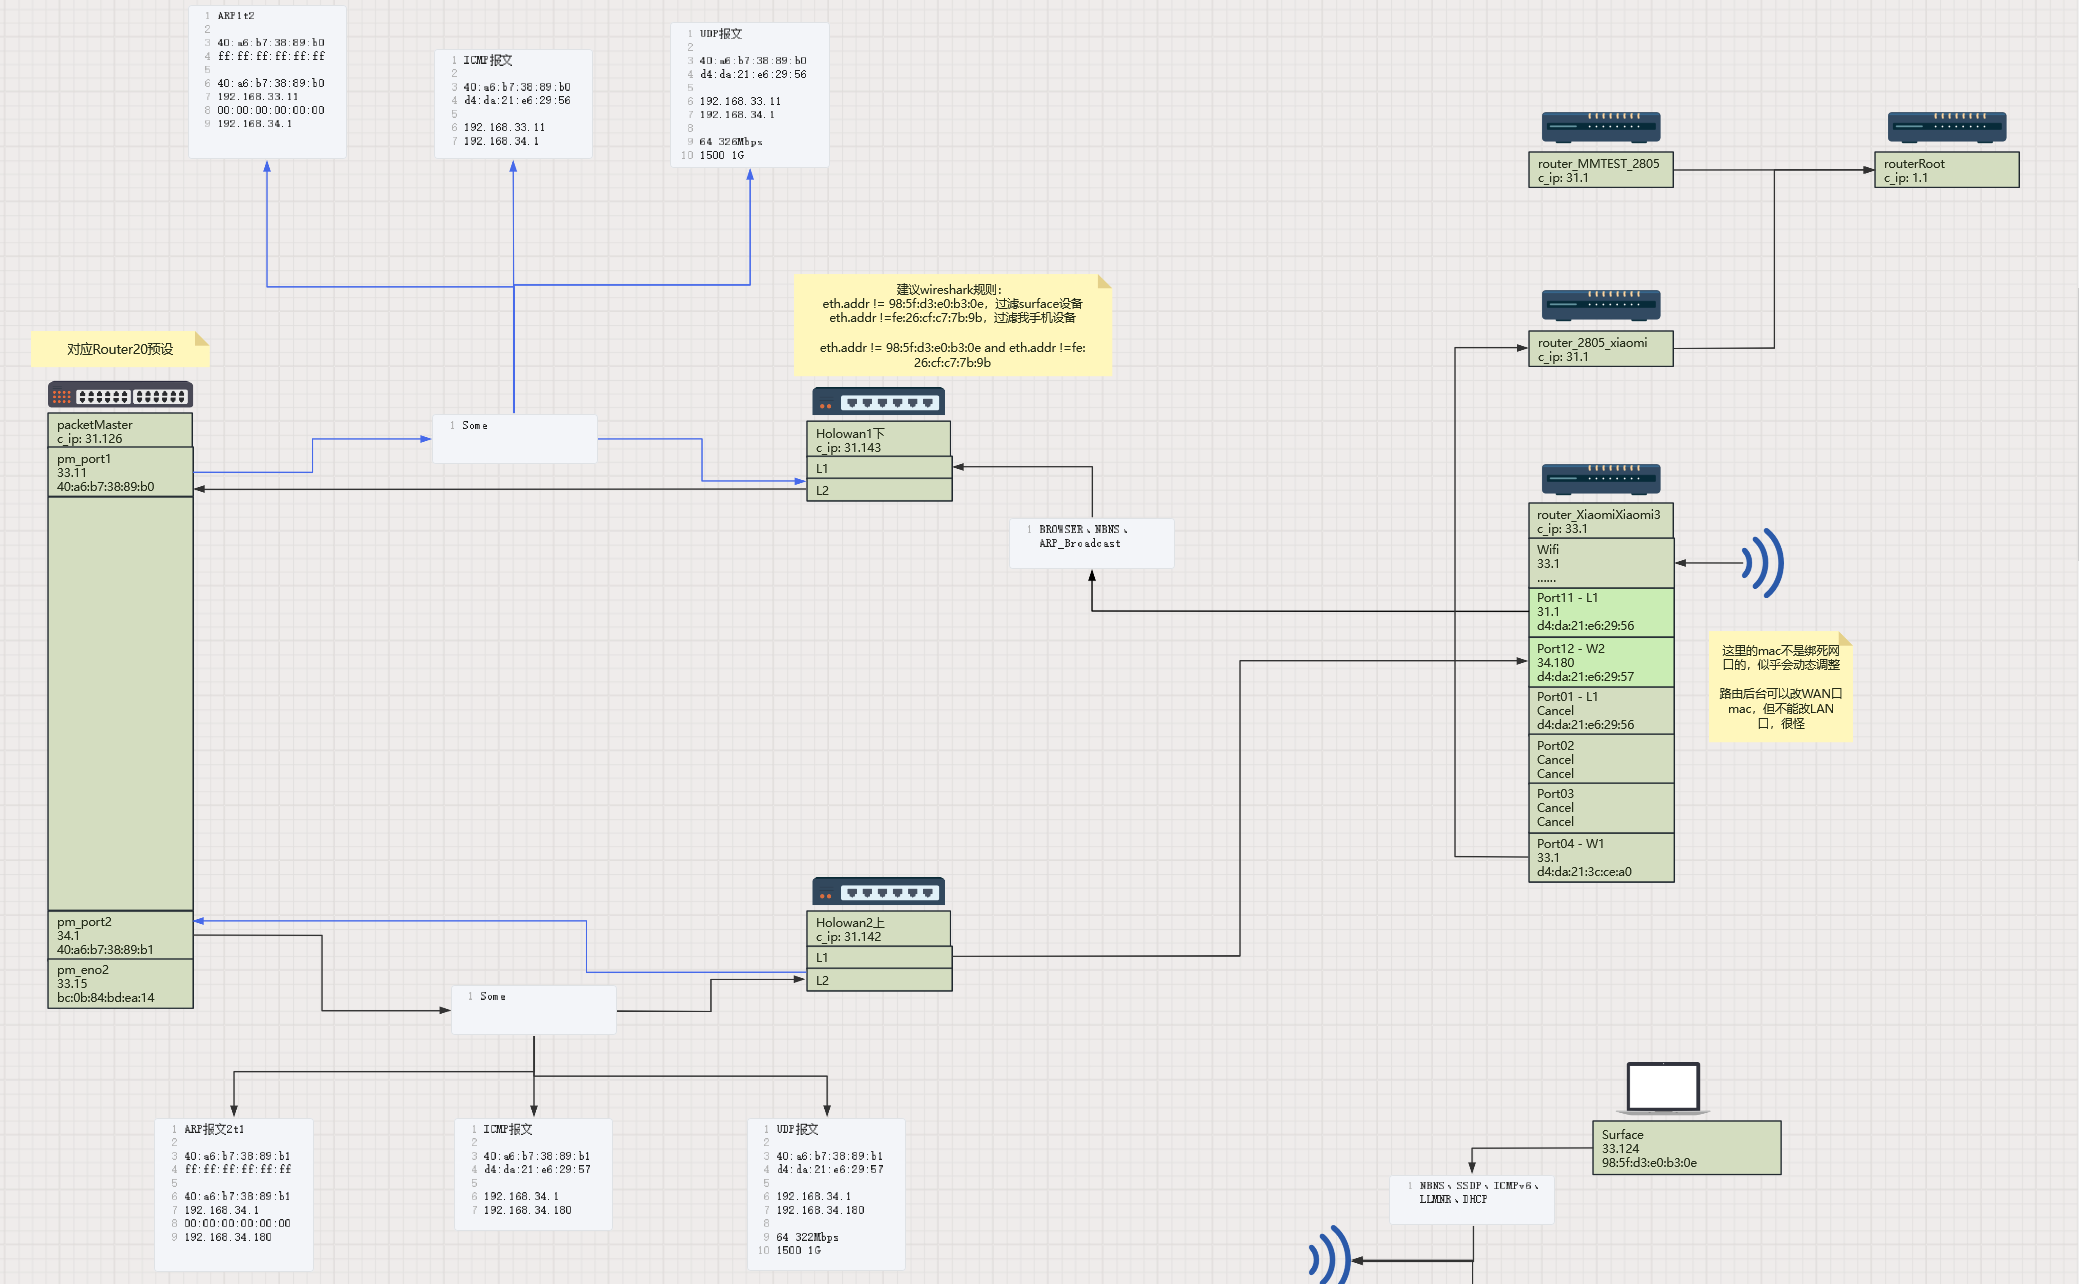 1 ARP1t2
2
3 40:a6:b7:38:89:b0
4 ff:ff:ff:ff:ff:ff
5
6 40:a6:b7:38:89:b0
7 192.168.33.11
8 00:00:00:00:00:00
9 192.168.34.1
1 ICMP报文
2
3 40:a6:b7:38:89:b0
4 d4:da:21:e6:29:56
5
6 192.168.33.11
7 192.168.34.1
1 UDP报文
2
3 40:a6:b7:38:89:b0
4 d4:da:21:e6:29:56
5
6 192.168.33.11
7 192.168.34.1
8
9 64 326Mbps
10 1500 1G
router_MMTEST_2805
c_ip: 31.1
routerRoot
c_ip: 1.1
建议wireshark规则：
eth.addr != 98:5f:d3:e0:b3:0e，过滤surface设备
eth.addr !=fe:26:cf:c7:7b:9b，过滤我手机设备
eth.addr != 98:5f:d3:e0:b3:0e and eth.addr !=fe:
26:cf:c7:7b:9b
router_2805_xiaomi
c_ip: 31.1
对应Router20预设
packetMaster
c_ip: 31.126
pm_port1
33.11
40:a6:b7:38:89:b0
1 Some
Holowan1下
c_ip: 31.143
L1
L2
1 BROWSER、NBNS、
ARP_Broadcast
router_XiaomiXiaomi3
c_ip: 33.1
Wifi
33.1
......
Port11 - L1
31.1
d4:da:21:e6:29:56
Port12 - W2
34.180
d4:da:21:e6:29:57
Port01 - L1
Cancel
d4:da:21:e6:29:56
Port02
Cancel
Cancel
Port03
Cancel
Cancel
Port04 - W1
33.1
d4:da:21:3c:ce:a0
这里的mac不是绑死网
口的，似乎会动态调整
路由后台可以改WAN口
mac，但不能改LAN
口，很怪
pm_port2
34.1
40:a6:b7:38:89:b1
pm_eno2
33.15
bc:0b:84:bd:ea:14
Holowan2上
c_ip: 31.142
L1
L2
1 Some
1 ARP报文2t1
2
3 40:a6:b7:38:89:b1
4 ff:ff:ff:ff:ff:ff
5
6 40:a6:b7:38:89:b1
7 192.168.34.1
8 00:00:00:00:00:00
9 192.168.34.180
1 ICMP报文
2
3 40:a6:b7:38:89:b1
4 d4:da:21:e6:29:57
5
6 192.168.34.1
7 192.168.34.180
1 UDP报文
2
3 40:a6:b7:38:89:b1
4 d4:da:21:e6:29:57
5
6 192.168.34.1
7 192.168.34.180
8
9 64 322Mbps
10 1500 1G
Surface
33.124
98:5f:d3:e0:b3:0e
1 NBNS、SSDP、ICMPv6、
LLMNR、DHCP